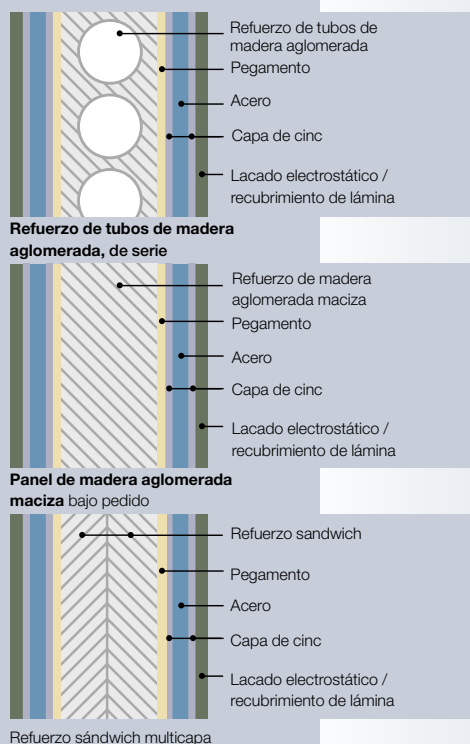 Refuerzo de tubos de
madera aglomerada
Pegamento
Acero
Capa de cinc
Lacado electrostático /
recubrimiento de lámina
Refuerzo de tubos de madera
aglomerada, de serie
Refuerzo de madera
aglomerada maciza
Pegamento
Acero
Capa de cinc
Lacado electrostático /
recubrimiento de lámina
Panel de madera aglomerada
maciza bajo pedido
Refuerzo sandwich
Pegamento
Acero
Capa de cinc
Lacado electrostático /
recubrimiento de lámina
Refuerzo sándwich multicapa